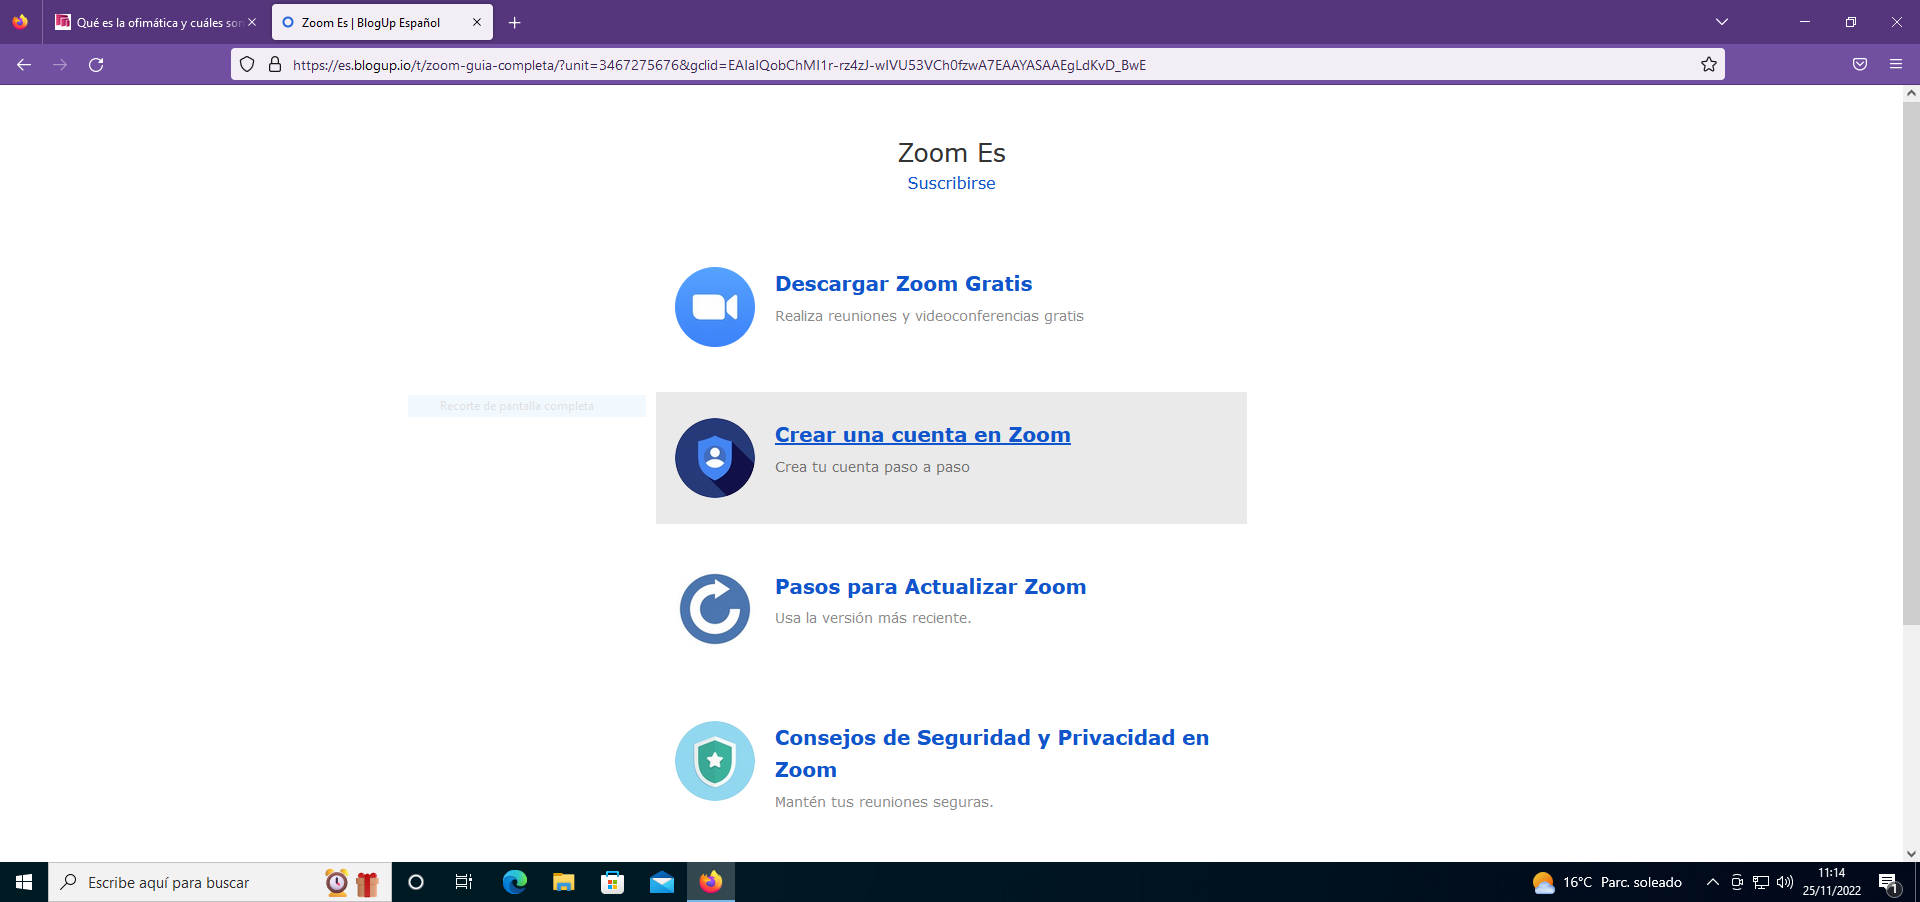 Qué es la ofimática y cuáles son
Zoom Es | BlogUp Español
https://es.blogup.io/t/zoom-guia-completa/?unit=3467275676&gclid=EAIaIQobChMI1r-rz4zJ-wIVU53VCh0fzwA7EAAYASAAEgLdKvD_BwE
Zoom Es
Suscribirse
Descargar Zoom Gratis
Realiza reuniones y videoconferencias gratis
Recorte de pantalla completa
Crear una cuenta en Zoom
Crea tu cuenta paso a paso
Pasos para Actualizar Zoom
Usa la versión más reciente.
Consejos de Seguridad y Privacidad en
Zoom
Mantén tus reuniones seguras.
Escribe aquí para buscar
16°C Parc. soleado
11:14
25/11/2022
1